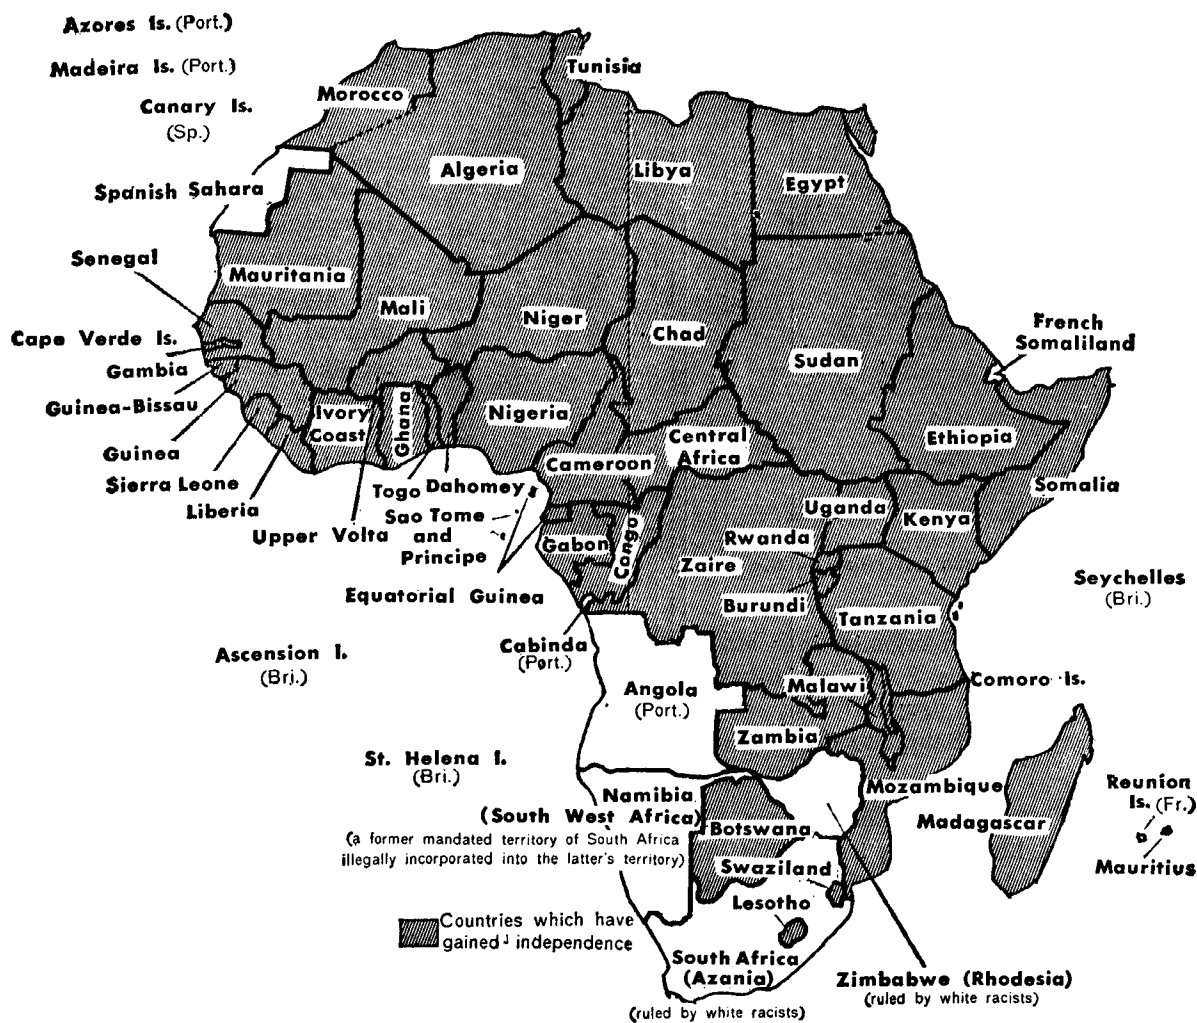 Azores Is. (Port.)
Madeira Is. (Port.)
Canary Is.
(Sp.)
Tunisia
Morocco
Algeria
Libya
Egypt
Spanish Sahara
Senegal
Mauritania
Mali
Niger
Chad
Sudan
French
Somaliland
Cape Verde Is.
Gambia
Guinea-Bissau
Guinea
Sierra Leone
Liberia
Upper Volta
Ivory
Coast
Ghana
Togo
Dahomey
Nigeria
Cameroon
Central
Africa
Ethiopia
Somalia
Sao Tome
and
Principe
Equatorial Guinea
Gabon
Congo
Zaire
Uganda
Kenya
Rwanda
Burundi
Tanzania
Seychelles
(Bri.)
Cabinda
(Port.)
Ascension I.
(Bri.)
Angola
(Port.)
Malawi
Comoro Is.
Zambia
St. Helena I.
(Bri.)
Mozambique
Madagascar
Reunion
Is. (Fr.)
Mauritius
Namibia
(South West Africa)
(a former mandated territory of South Africa
illegally incorporated into the latter's territory)
Botswana
Swaziland
Lesotho
Countries which have
gained independence
South Africa
(Azania)
(ruled by white racists)
Zimbabwe (Rhodesia)
(ruled by white racists)